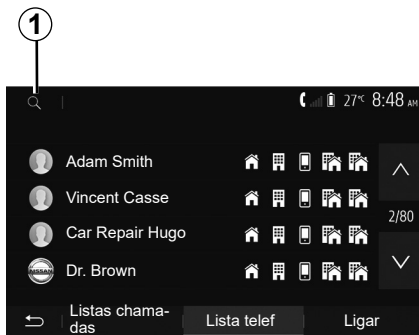 1
27°C 8:48 AM
Adam Smith
Vincent Casse
Car Repair Hugo
2/80
NISSAN Dr. Brown
Listas chama-
das
Lista telef
Ligar